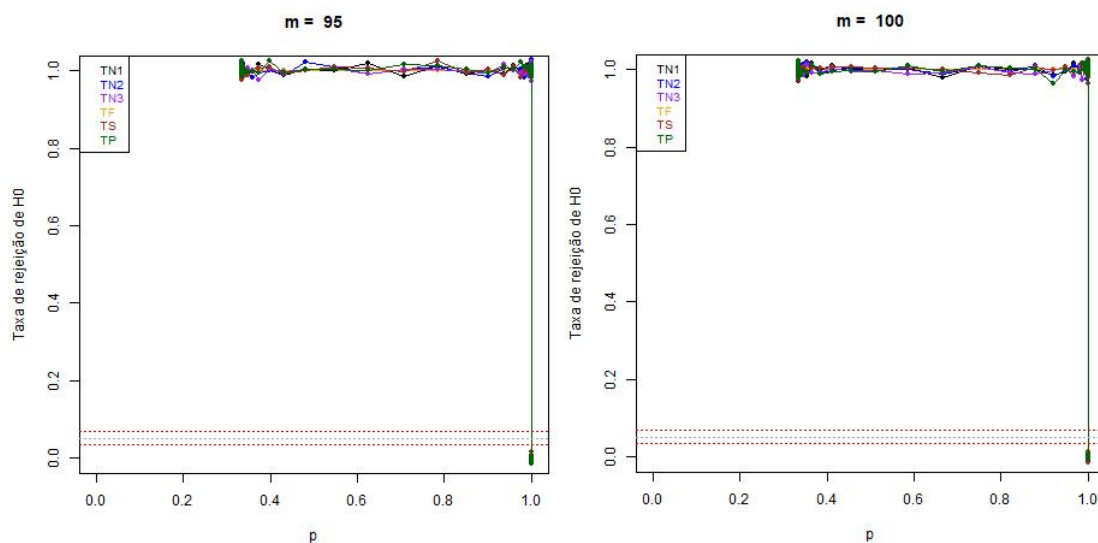 m = 95
Taxa de rejeição de H0
1.0
0.8
0.6
0.4
0.2
0.0
TN1
TN2
TN3
TF
TS
TP
0.0 0.2 0.4 0.6 0.8 1.0
p
m = 100
Taxa de rejeição de H0
1.0
0.8
0.6
0.4
0.2
0.0
TN1
TN2
TN3
TF
TS
TP
0.0 0.2 0.4 0.6 0.8 1.0
p